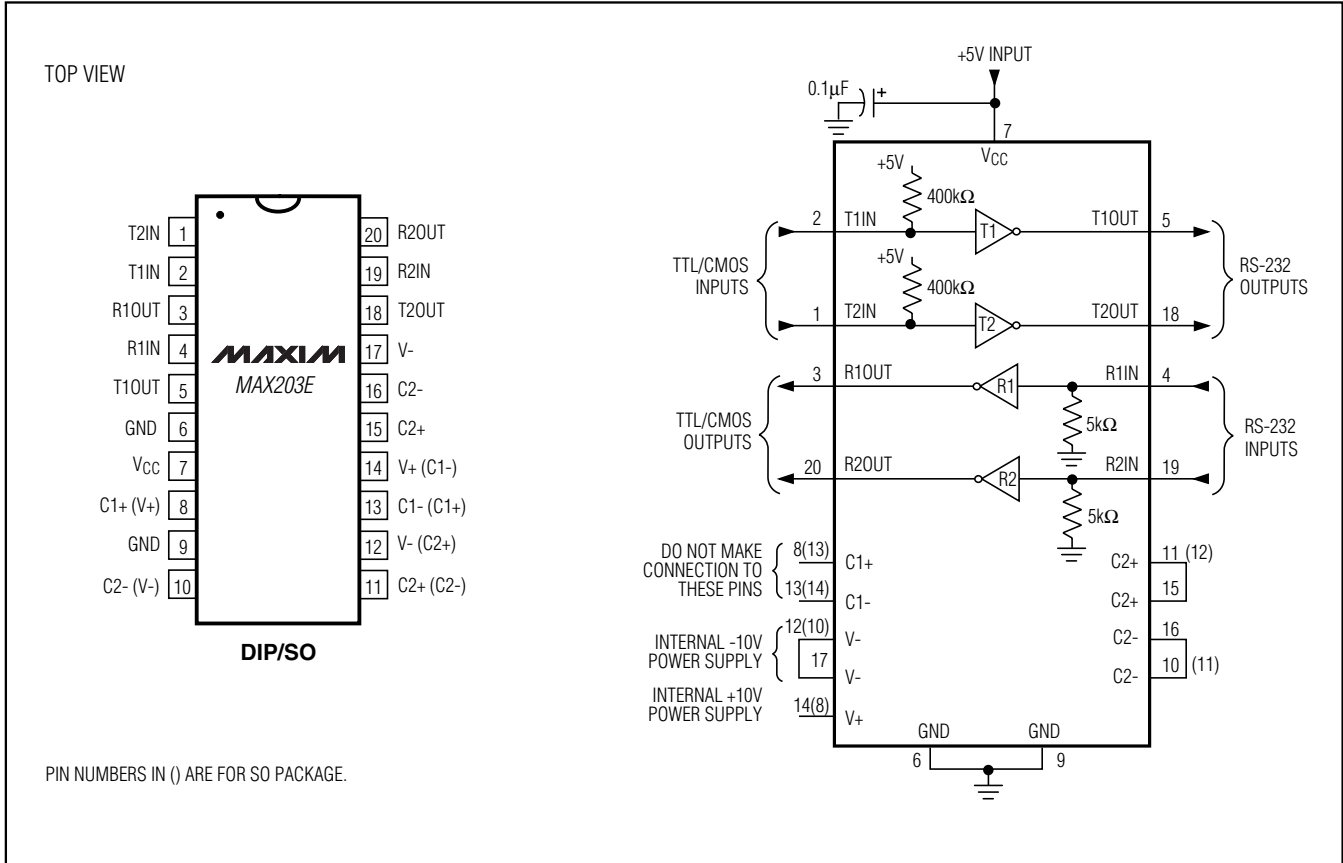 TOP VIEW
T2IN 1
T1IN 2
R1OUT 3
R1IN 4
T1OUT 5
GND 6
VCC 7
C1+ (V+) 8
GND 9
C2- (V-) 10
20 R2OUT
19 R2IN
18 T2OUT
17 V-
16 C2-
15 C2+
14 V+ (C1-)
13 C1- (C1+)
12 V- (C2+)
11 C2+ (C2-)
MAXIM
MAX203E
DIP/SO
PIN NUMBERS IN () ARE FOR SO PACKAGE.
+5V INPUT
0.1µF +
7
VCC
+5V
400kΩ
2 T1IN T1 T1OUT 5
+5V
400kΩ
1 T2IN T2 T2OUT 18
TTL/CMOS
INPUTS
RS-232
OUTPUTS
3 R1OUT R1 R1IN 4
5kΩ
20 R2OUT R2 R2IN 19
5kΩ
TTL/CMOS
OUTPUTS
RS-232
INPUTS
DO NOT MAKE
CONNECTION TO
THESE PINS
8(13) C1+
13(14) C1-
INTERNAL -10V
POWER SUPPLY
12(10) V-
17 V-
INTERNAL +10V
POWER SUPPLY
14(8) V+
C2+ 11 (12)
C2+ 15
C2- 16
C2- 10 (11)
GND GND
6 9